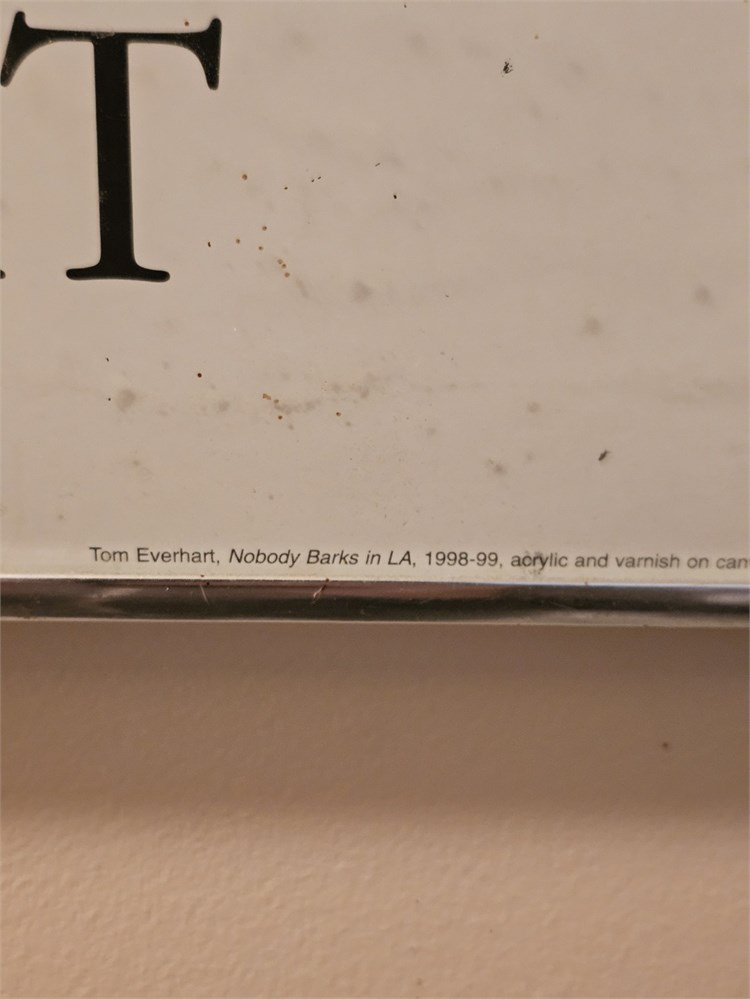 T
Tom Everhart, Nobody Barks in LA, 1998-99, acrylic and varnish on can